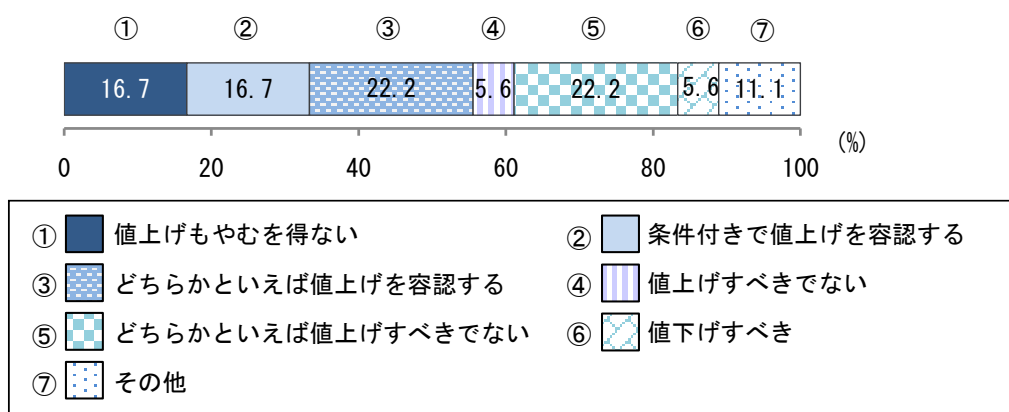 ① ② ③ ④ ⑤ ⑥ ⑦
16.7 16.7 22.2 5.6 22.2 5.6 11.1
(%)
0 20 40 60 80 100
① 値上げもやむを得ない ② 条件付きで値上げを容認する
③ どちらかといえば値上げを容認する ④ 値上げすべきでない
⑤ どちらかといえば値上げすべきでない ⑥ 値下げすべき
⑦ その他